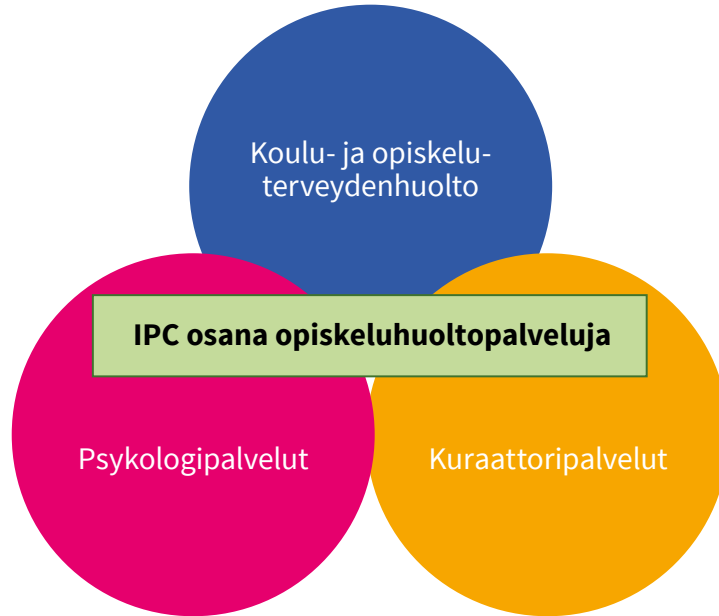 Koulu- ja opiskelu-
terveydenhuolto
IPC osana opiskeluhuoltopalveluja
Psykologipalvelut
Kuraattoripalvelut